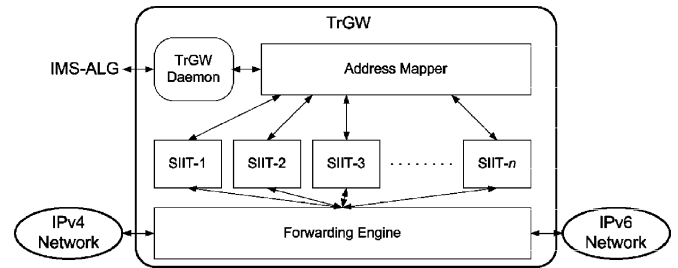 TrGW
IMS-ALG
TrGW
Daemon
Address Mapper
SIIT-1
SIIT-2
SIIT-3
. . . . . . . .
SIIT-n
IPv4
Network
Forwarding Engine
IPv6
Network